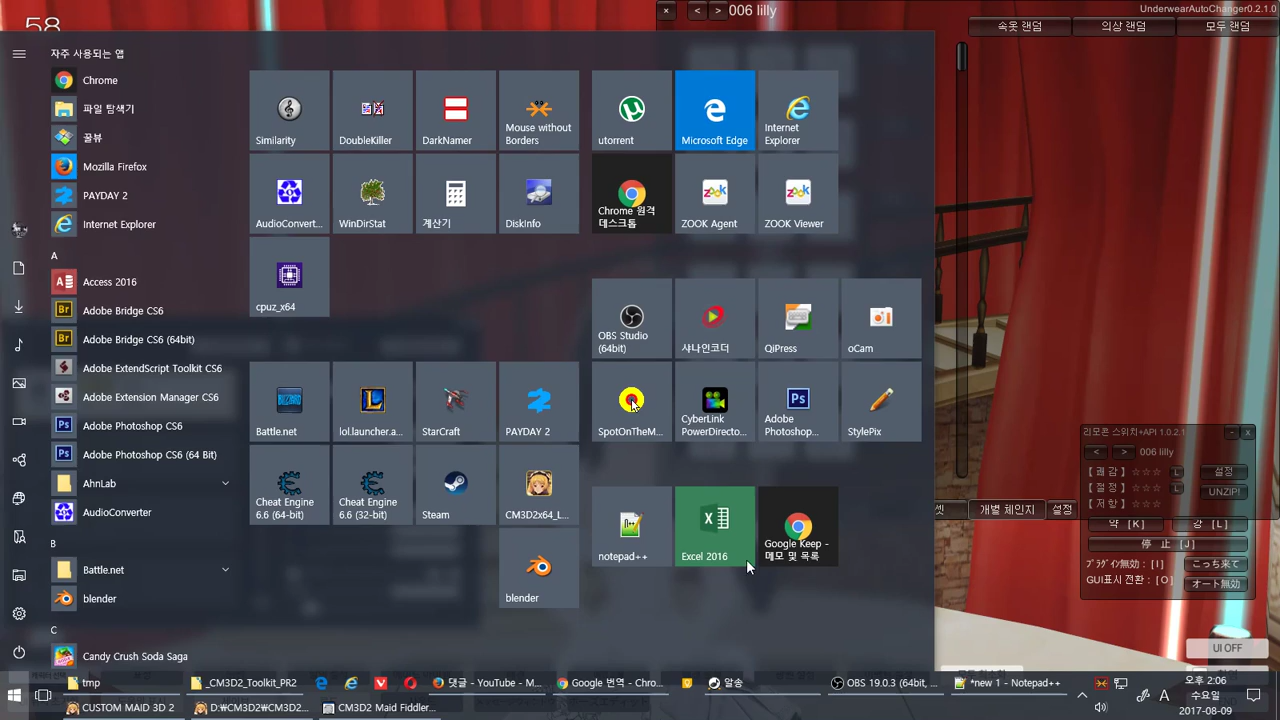 58
× < > 006 lilly
UnderwearAutoChanger0.2.1.0
속옷 랜덤
의상 랜덤
모두 랜덤
자주 사용되는 앱
Chrome
파일 탐색기
꿀뷰
Mozilla Firefox
PAYDAY 2
Internet Explorer
A
Access 2016
Adobe Bridge CS6
Adobe Bridge CS6 (64bit)
Adobe ExtendScript Toolkit CS6
Adobe Extension Manager CS6
Adobe Photoshop CS6
Adobe Photoshop CS6 (64 Bit)
AhnLab
AudioConverter
B
Battle.net
blender
C
Candy Crush Soda Saga
Similarity
DoubleKiller
DarkNamer
Mouse without
Borders
AudioConvert...
WinDirStat
계산기
DiskInfo
cpuz_x64
Battle.net
lol.launcher.a...
StarCraft
PAYDAY 2
Cheat Engine
6.6 (64-bit)
Cheat Engine
6.6 (32-bit)
Steam
CM3D2x64_L...
blender
utorrent
Microsoft Edge
Internet
Explorer
Chrome 원격
데스크톱
ZOOK Agent
ZOOK Viewer
OBS Studio
(64bit)
샤나인코더
QiPress
oCam
SpotOnTheM...
CyberLink
PowerDirecto...
Adobe
Photoshop...
StylePix
notepad++
Excel 2016
Google Keep -
메모 및 목록
리모콘 스위치+API 1.0.2.1 - x
< > 006 lilly
【쾌감】☆☆☆ L 설정
【절정】☆☆☆ L UNZIP!
【저항】☆☆☆
약 [K] 강 [L]
停 止 [J]
プラグイン無効：[I] こっち来て
GUI表시 전환：[O] オート無効
셋 개별 체인지 설정
UI OFF
tmp
_CM3D2_Toolkit_PR2
댓글 - YouTube - M...
Google 번역 - Chro...
알송
OBS 19.0.3 (64bit, ...
*new 1 - Notepad++
CUSTOM MAID 3D 2
D:₩CM3D2₩CM3D2...
CM3D2 Maid Fiddler...
A
오후 2:06
수요일
2017-08-09